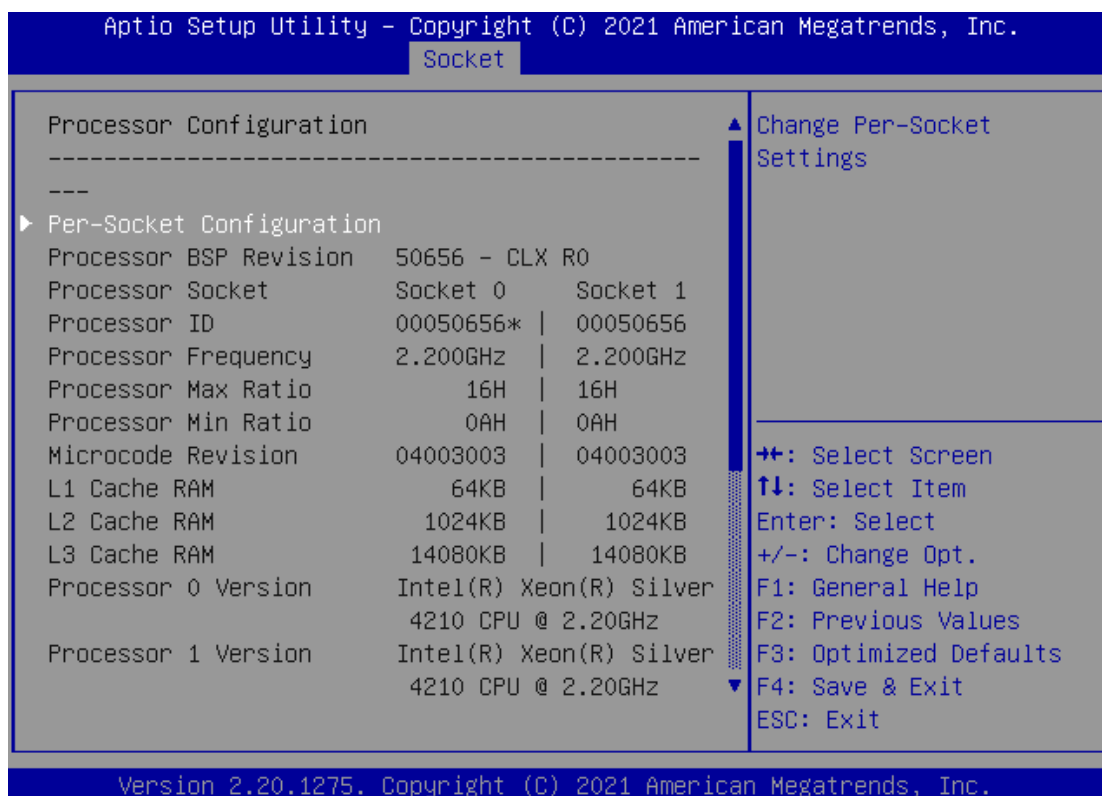 Aptio Setup Utility – Copyright (C) 2021 American Megatrends, Inc.
Socket
Processor Configuration
-----------------------------------------------
---
Per-Socket Configuration
Processor BSP Revision 50656 - CLX R0
Processor Socket Socket 0 Socket 1
Processor ID 00050656* | 00050656
Processor Frequency 2.200GHz | 2.200GHz
Processor Max Ratio 16H | 16H
Processor Min Ratio 0AH | 0AH
Microcode Revision 04003003 | 04003003
L1 Cache RAM 64KB | 64KB
L2 Cache RAM 1024KB | 1024KB
L3 Cache RAM 14080KB | 14080KB
Processor 0 Version Intel(R) Xeon(R) Silver
4210 CPU @ 2.20GHz
Processor 1 Version Intel(R) Xeon(R) Silver
4210 CPU @ 2.20GHz
Change Per-Socket
Settings
→←: Select Screen
↑↓: Select Item
Enter: Select
+/-: Change Opt.
F1: General Help
F2: Previous Values
F3: Optimized Defaults
F4: Save & Exit
ESC: Exit
Version 2.20.1275. Copyright (C) 2021 American Megatrends, Inc.